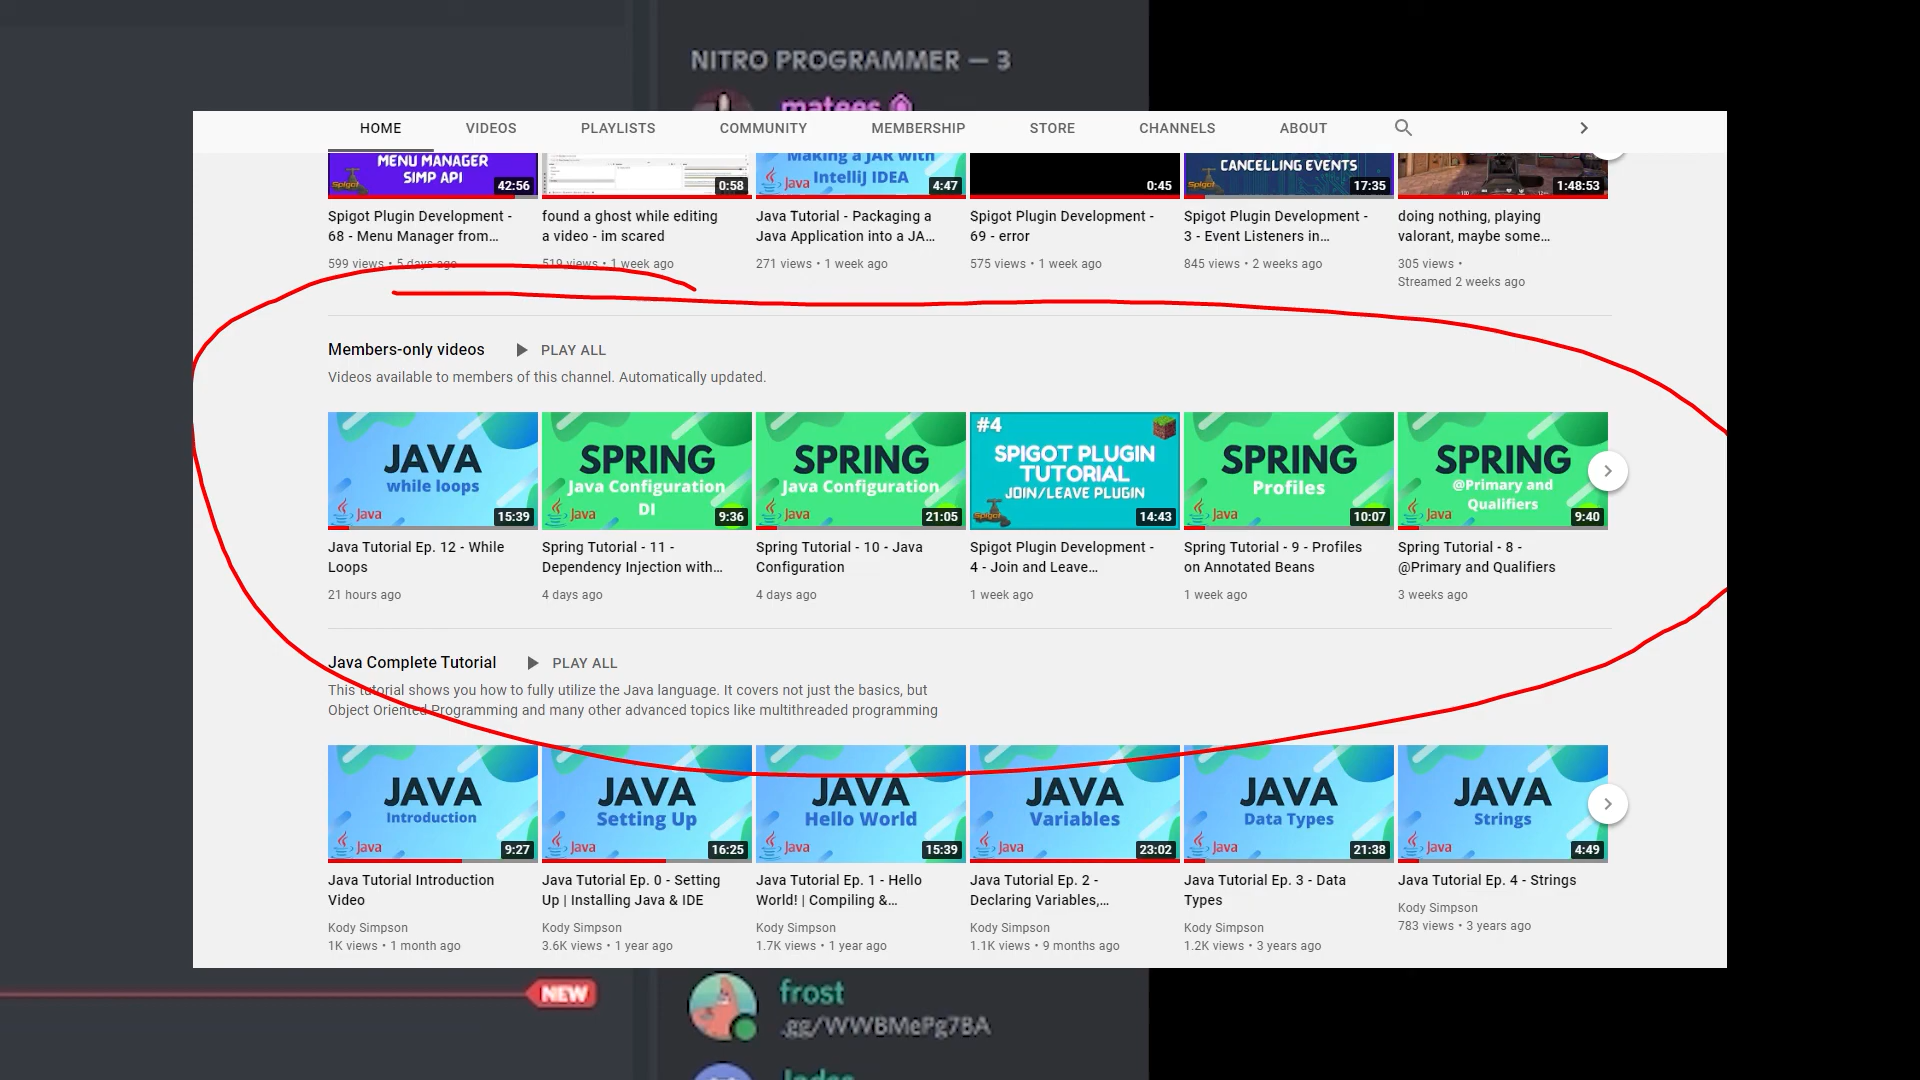 NITRO PROGRAMMER — 3
matees
HOME VIDEOS PLAYLISTS COMMUNITY MEMBERSHIP STORE CHANNELS ABOUT
MENU MANAGER
SIMP API
Spigot
42:56
0:58
Making a JAR with
IntelliJ IDEA
Java
4:47
0:45
CANCELLING EVENTS
Spigot
17:35
1:48:53
Spigot Plugin Development -
68 - Menu Manager from...
599 views • 5 days ago
found a ghost while editing
a video - im scared
519 views • 1 week ago
Java Tutorial - Packaging a
Java Application into a JA...
271 views • 1 week ago
Spigot Plugin Development -
69 - error
575 views • 1 week ago
Spigot Plugin Development -
3 - Event Listeners in...
845 views • 2 weeks ago
doing nothing, playing
valorant, maybe some...
305 views •
Streamed 2 weeks ago
Members-only videos PLAY ALL
Videos available to members of this channel. Automatically updated.
JAVA
while loops
Java
15:39
SPRING
Java Configuration
DI
Java
9:36
SPRING
Java Configuration
Java
21:05
#4
SPIGOT PLUGIN
TUTORIAL
JOIN/LEAVE PLUGIN
Spigot
14:43
SPRING
Profiles
Java
10:07
SPRING
@Primary and
Qualifiers
Java
9:40
Java Tutorial Ep. 12 - While
Loops
21 hours ago
Spring Tutorial - 11 -
Dependency Injection with...
4 days ago
Spring Tutorial - 10 - Java
Configuration
4 days ago
Spigot Plugin Development -
4 - Join and Leave...
1 week ago
Spring Tutorial - 9 - Profiles
on Annotated Beans
1 week ago
Spring Tutorial - 8 -
@Primary and Qualifiers
3 weeks ago
Java Complete Tutorial PLAY ALL
This tutorial shows you how to fully utilize the Java language. It covers not just the basics, but
Object Oriented Programming and many other advanced topics like multithreaded programming
JAVA
Introduction
Java
9:27
JAVA
Setting Up
Java
16:25
JAVA
Hello World
Java
15:39
JAVA
Variables
Java
23:02
JAVA
Data Types
Java
21:38
JAVA
Strings
Java
4:49
Java Tutorial Introduction
Video
Kody Simpson
1K views • 1 month ago
Java Tutorial Ep. 0 - Setting
Up | Installing Java & IDE
Kody Simpson
3.6K views • 1 year ago
Java Tutorial Ep. 1 - Hello
World! | Compiling &...
Kody Simpson
1.7K views • 1 year ago
Java Tutorial Ep. 2 -
Declaring Variables,...
Kody Simpson
1.1K views • 9 months ago
Java Tutorial Ep. 3 - Data
Types
Kody Simpson
1.2K views • 3 years ago
Java Tutorial Ep. 4 - Strings
Kody Simpson
783 views • 3 years ago
NEW
frost
.gg/WWBMePg7BA